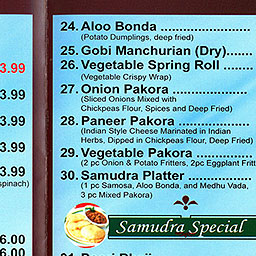 24. Aloo Bonda .......................
(Potato Dumplings, deep fried)
25. Gobi Manchurian (Dry).......
26. Vegetable Spring Roll ........
(Vegetable Crispy Wrap)
27. Onion Pakora ....................
(Sliced Onions Mixed with
Chickpeas Flour, Spices and Deep Fried)
28. Paneer Pakora ...................
(Indian Style Cheese Marinated in Indian
Herbs, Dipped in Chickpeas Flour, Deep Fried)
29. Vegetable Pakora ..............
(2 pc Onion & Potato Fritters, 2pc Eggplant Fritt
30. Samudra Platter ................
(1 pc Samosa, Aloo Bonda, and Medhu Vada,
3 pc Mixed Pakora)
Samudra Special
3.99
3.99
3.99
3.99
3.99
spinach)
6.00
6.00